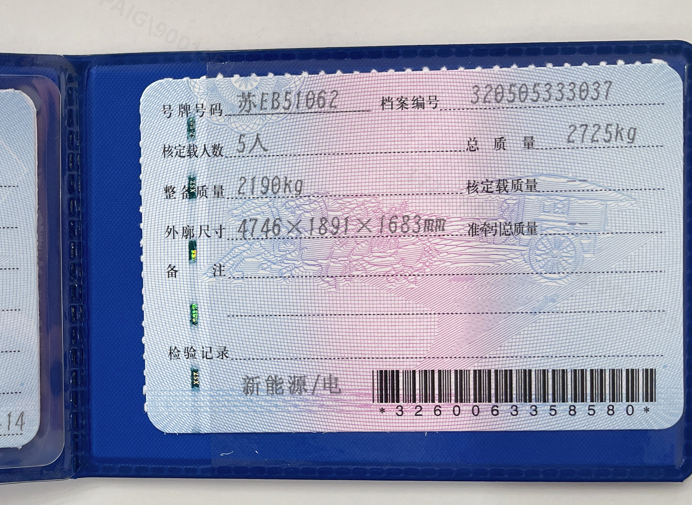 号牌号码 苏EB51062 档案编号 320505333037
核定载人数 5人 总质量 2725kg
整备质量 2190kg 核定载质量
外廓尺寸 4746×1891×1683mm 准牵引总质量 --
备注
检验记录
新能源/电
*3260063358580*
14